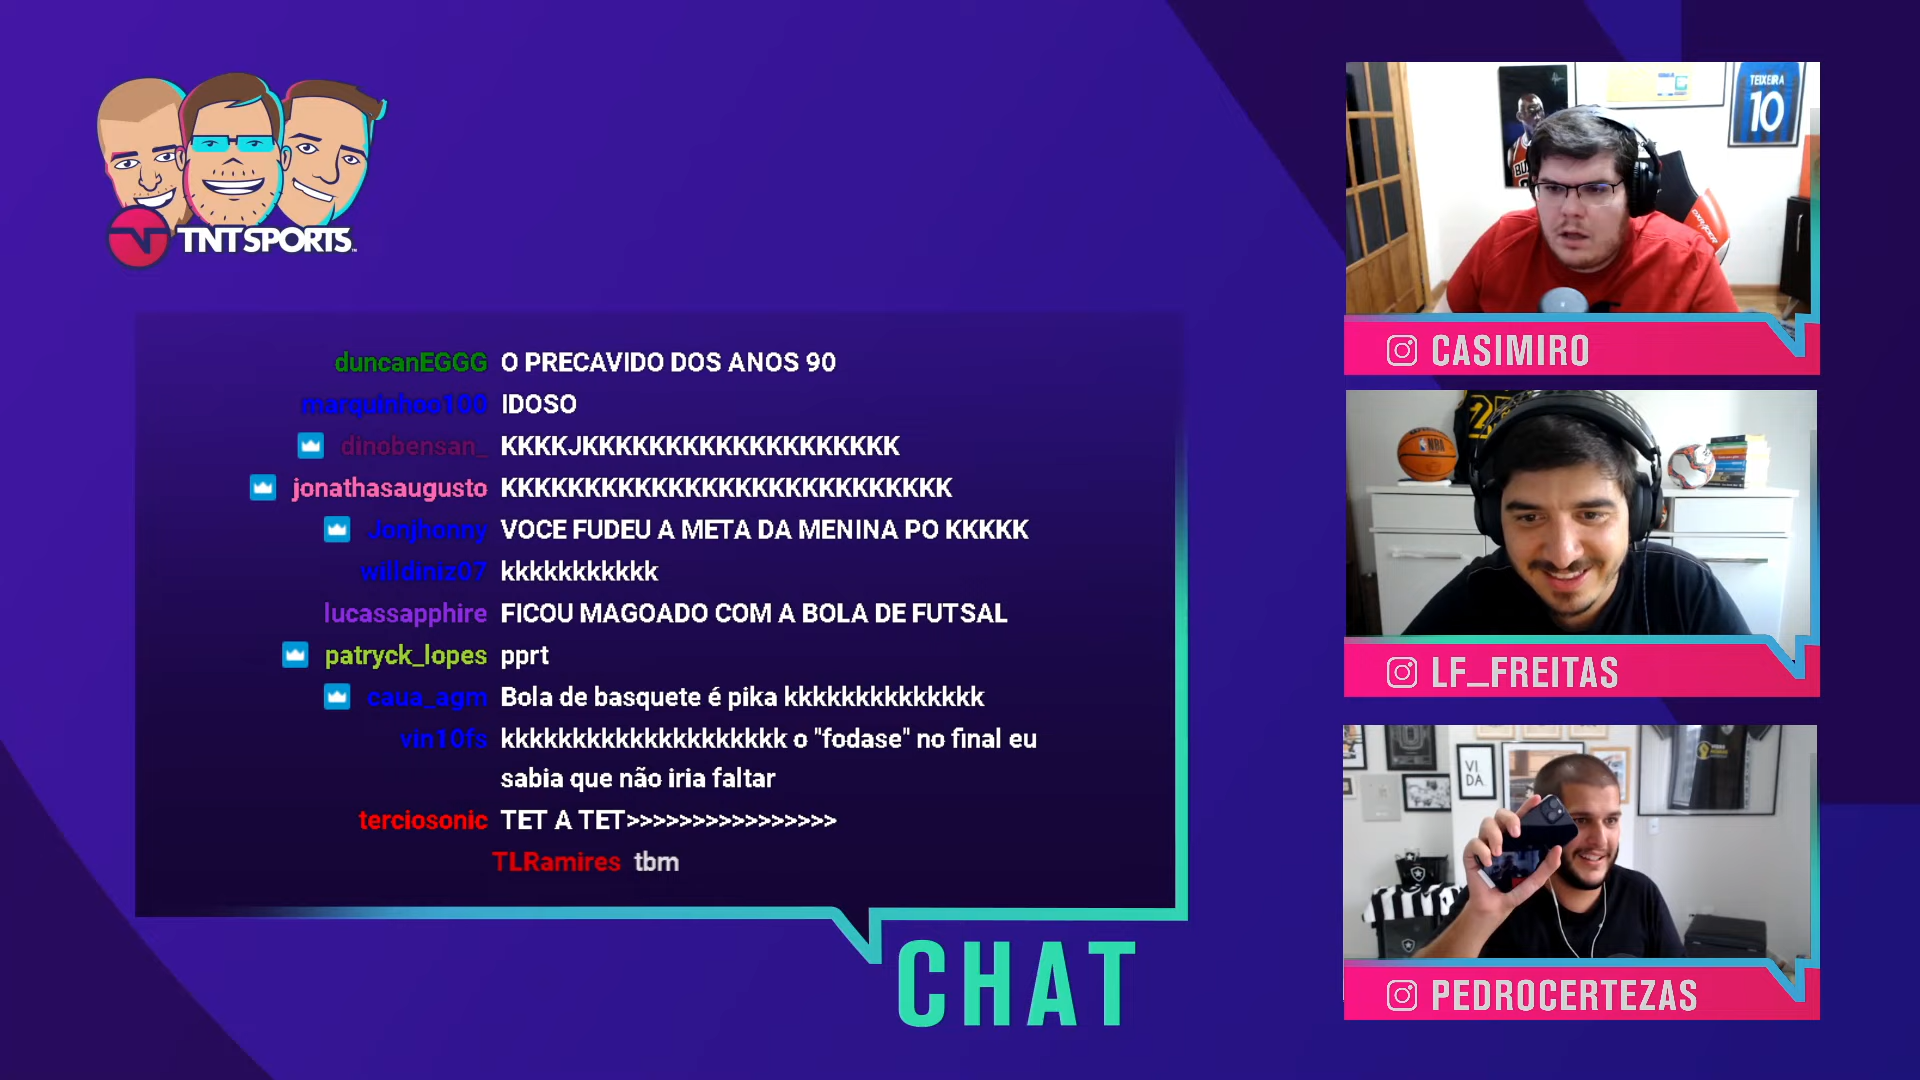 TNT SPORTS
duncanEGGG O PRECAVIDO DOS ANOS 90
marquinhoo100 IDOSO
dinobensan_ KKKKJKKKKKKKKKKKKKKKKKKK
jonathasaugusto KKKKKKKKKKKKKKKKKKKKKKKKKKK
Jonjhonny VOCE FUDEU A META DA MENINA PO KKKKK
willdiniz07 kkkkkkkkkkk
lucassapphire FICOU MAGOADO COM A BOLA DE FUTSAL
patryck_lopes pprt
caua_agm Bola de basquete é pika kkkkkkkkkkkkkk
vin10fs kkkkkkkkkkkkkkkkkkkk o "fodase" no final eu
sabia que não iria faltar
terciosonic TET A TET>>>>>>>>>>>>>>>>
TLRamires tbm
CHAT
TEIXEIRA
10
CASIMIRO
NBA
LF_FREITAS
VI
DA.
PEDROCERTEZAS